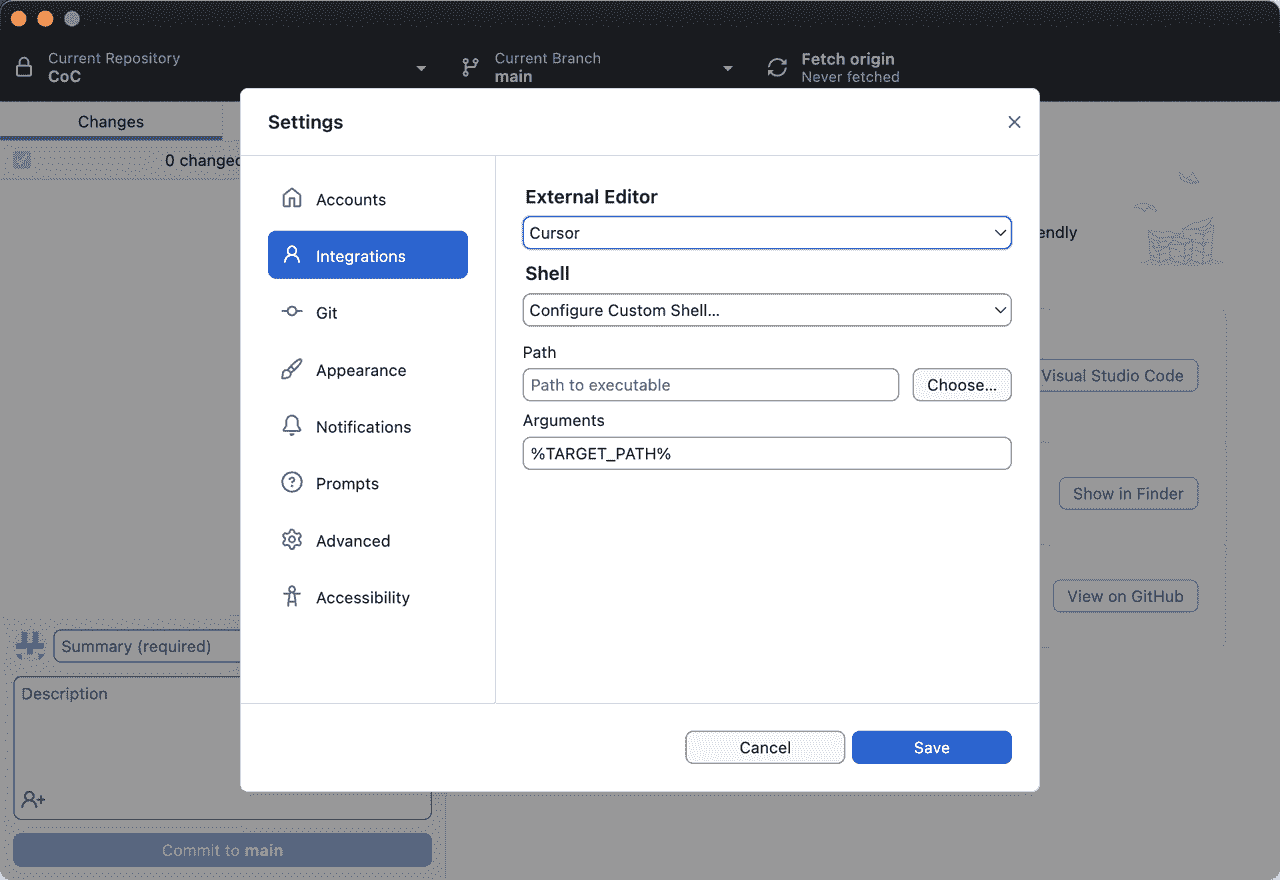 Current Repository
CoC
Current Branch
main
Fetch origin
Never fetched
Changes
0 changed
Settings
Accounts
Integrations
Git
Appearance
Notifications
Prompts
Advanced
Accessibility
External Editor
Cursor
Shell
Configure Custom Shell...
Path
Path to executable
Choose...
Arguments
%TARGET_PATH%
Cancel
Save
endly
Visual Studio Code
Show in Finder
View on GitHub
Summary (required)
Description
Commit to main